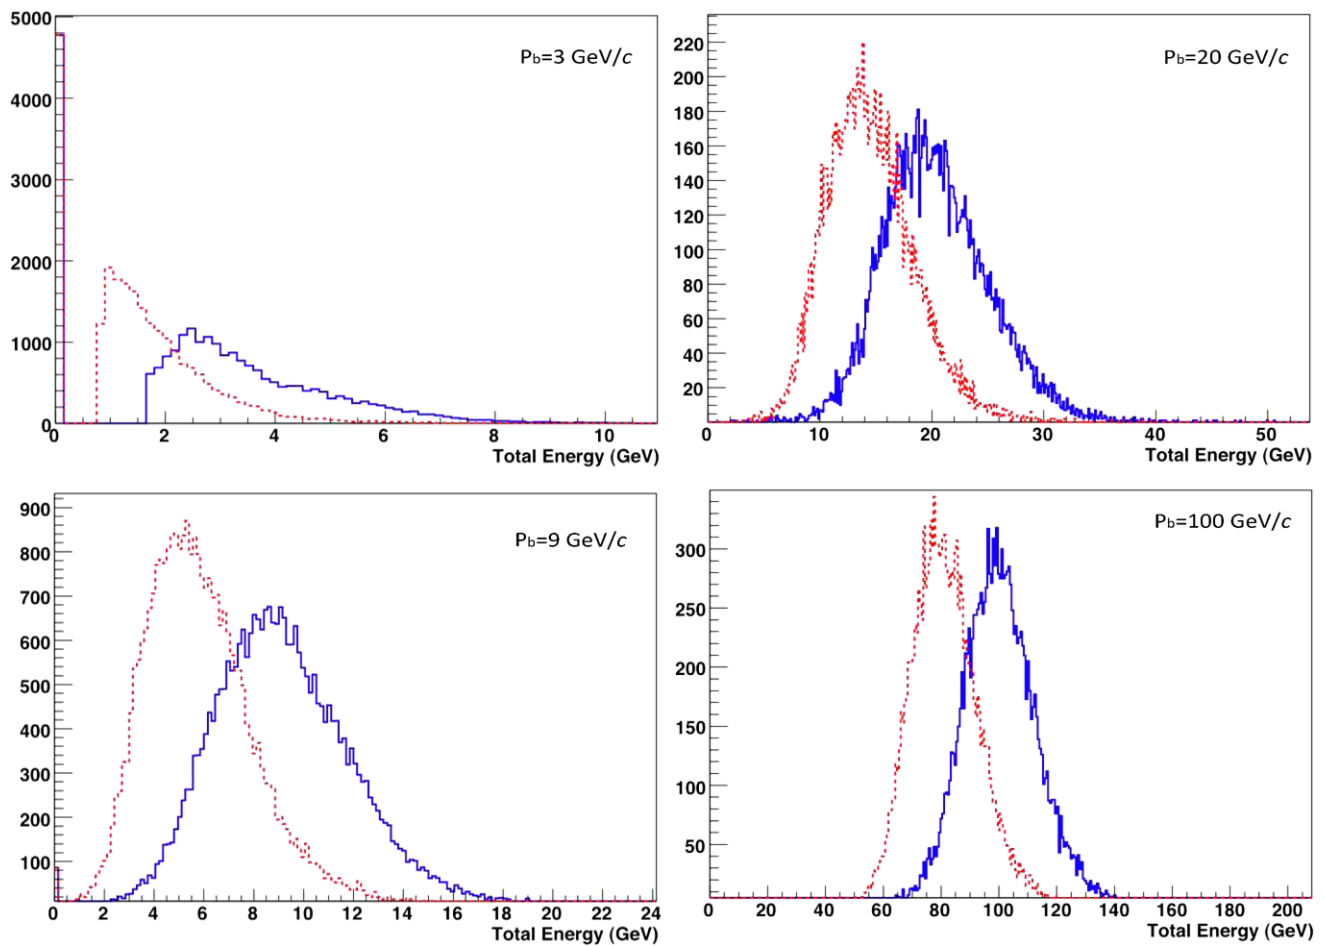 5000
4000
3000
2000
1000
0
P_b=3 GeV/c
0 2 4 6 8 10
Total Energy (GeV)
220
200
180
160
140
120
100
80
60
40
20
P_b=20 GeV/c
0 10 20 30 40 50
Total Energy (GeV)
900
800
700
600
500
400
300
200
100
P_b=9 GeV/c
0 2 4 6 8 10 12 14 16 18 20 22 24
Total Energy (GeV)
300
250
200
150
100
50
P_b=100 GeV/c
0 20 40 60 80 100 120 140 160 180 200
Total Energy (GeV)